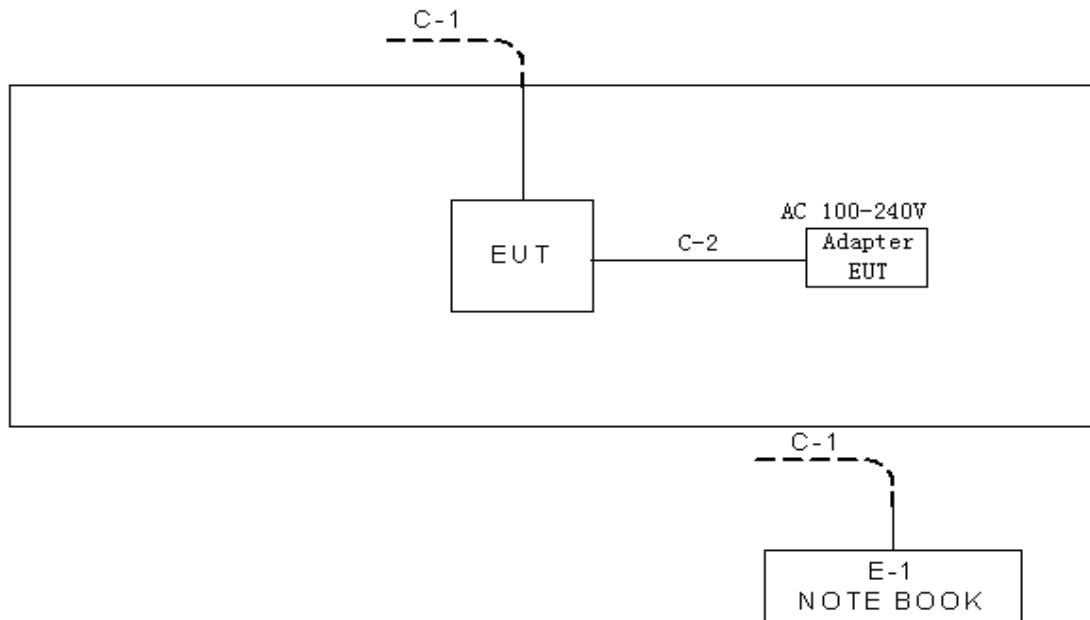 C-1
AC 100-240V
EUT
C-2
Adapter
EUT
C-1
E-1
NOTE BOOK